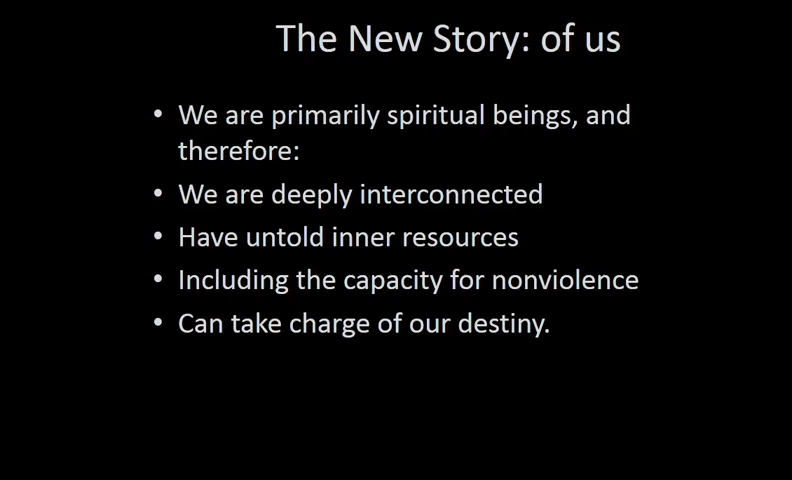 The New Story: of us
• We are primarily spiritual beings, and
therefore:
• We are deeply interconnected
• Have untold inner resources
• Including the capacity for nonviolence
• Can take charge of our destiny.